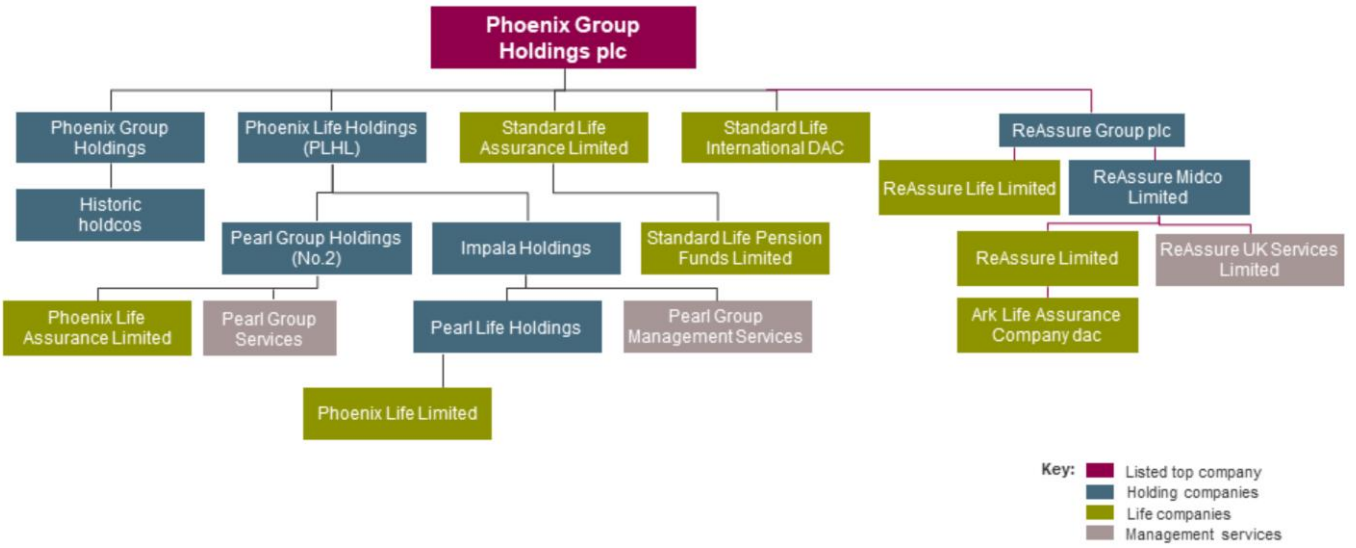 Phoenix Group
Holdings plc
Phoenix Group
Holdings
Phoenix Life Holdings
(PLHL)
Standard Life
Assurance Limited
Standard Life
International DAC
ReAssure Group plc
Historic
holdcos
ReAssure Life Limited
ReAssure Midco
Limited
Pearl Group Holdings
(No.2)
Impala Holdings
Standard Life Pension
Funds Limited
ReAssure Limited
ReAssure UK Services
Limited
Phoenix Life
Assurance Limited
Pearl Group
Services
Pearl Life Holdings
Pearl Group
Management Services
Ark Life Assurance
Company dac
Phoenix Life Limited
Key:
Listed top company
Holding companies
Life companies
Management services